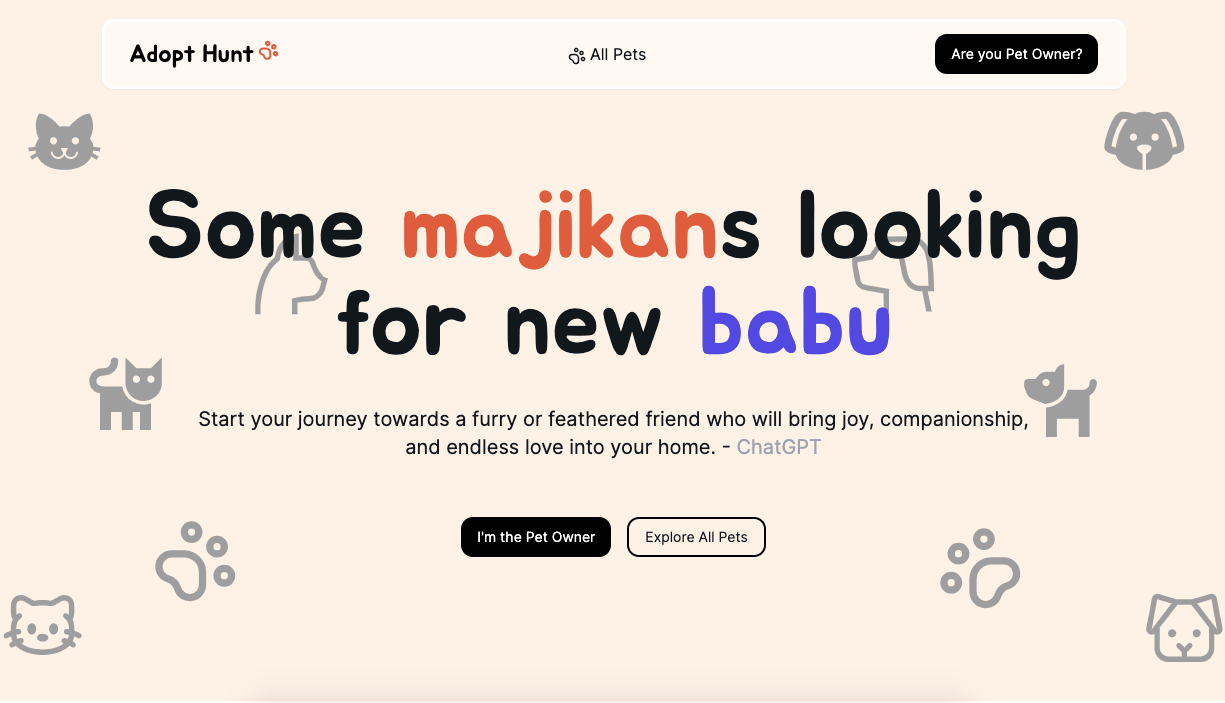 Adopt Hunt
All Pets
Are you Pet Owner?
Some majikans looking
for new babu
Start your journey towards a furry or feathered friend who will bring joy, companionship,
and endless love into your home. - ChatGPT
I'm the Pet Owner
Explore All Pets